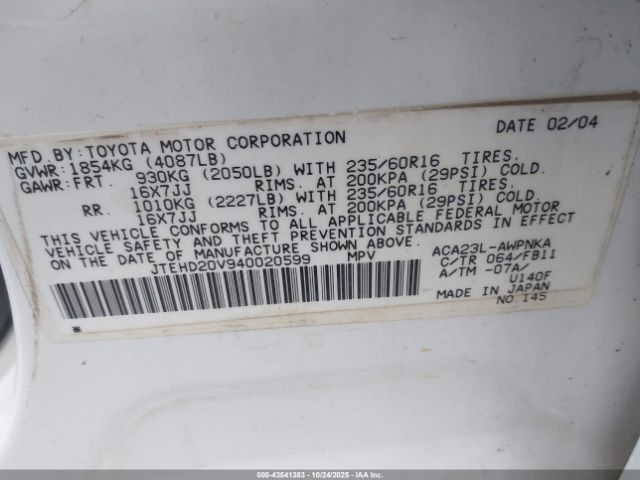 MFD. BY: TOYOTA MOTOR CORPORATION DATE 02/04
GVWR: 1854KG (4087LB)
GAWR: FRT. 930KG (2050LB) WITH 235/60R16 TIRES.
16X7JJ RIMS. AT 200KPA (29PSI) COLD.
RR. 1010KG (2227LB) WITH 235/60R16 TIRES.
16X7JJ RIMS. AT 200KPA (29PSI) COLD.
THIS VEHICLE CONFORMS TO ALL APPLICABLE FEDERAL MOTOR
VEHICLE SAFETY AND THEFT PREVENTION STANDARDS IN EFFECT
ON THE DATE OF MANUFACTURE SHOWN ABOVE.
JTEHD20V940020599 MPV
ACA23L-AWPNKA
C/TR 064/FB11
A/TM -07A/
U140F
MADE IN JAPAN
NO.145
*
000-43541383 • 10/24/2025 • IAAI.CA